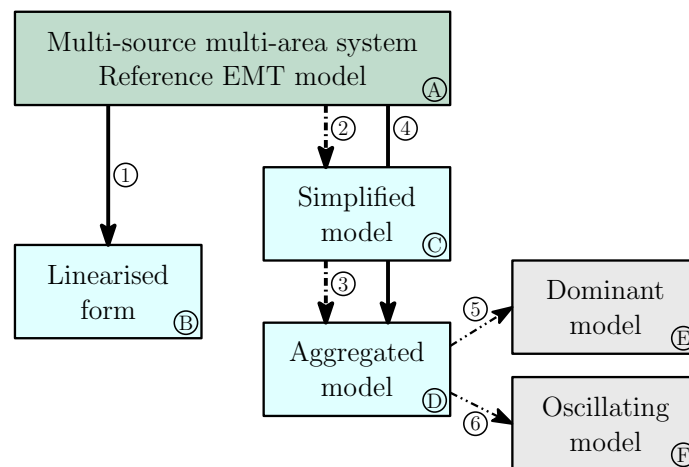 Multi-source multi-area system
Reference EMT model
A
2
4
1
Simplified
model
C
Linearised
form
B
3
Dominant
model
E
5
Aggregated
model
D
6
Oscillating
model
F